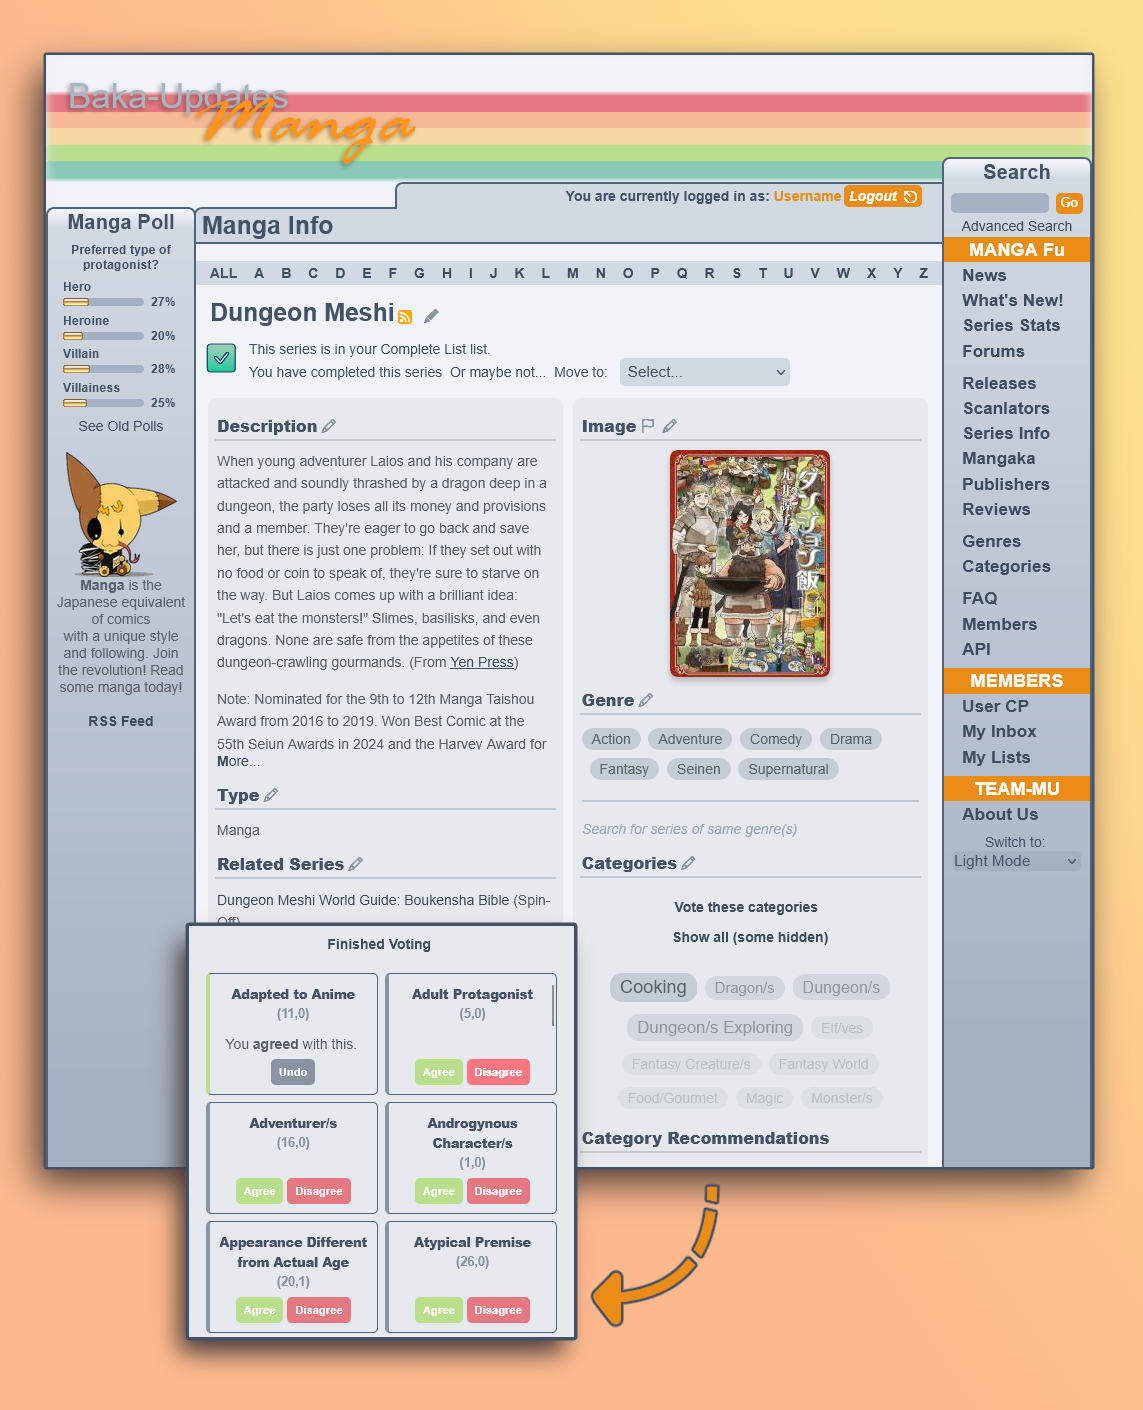 Baka-Updates
Manga
You are currently logged in as: Username Logout
Manga Poll
Preferred type of
protagonist?
Hero
27%
Heroine
20%
Villain
28%
Villainess
25%
See Old Polls
Manga is the
Japanese equivalent
of comics
with a unique style
and following. Join
the revolution! Read
some manga today!
RSS Feed
Manga Info
ALL A B C D E F G H I J K L M N O P Q R S T U V W X Y Z
Dungeon Meshi
This series is in your Complete List list.
You have completed this series Or maybe not... Move to: Select...
Description
When young adventurer Laios and his company are
attacked and soundly thrashed by a dragon deep in a
dungeon, the party loses all its money and provisions
and a member. They're eager to go back and save
her, but there is just one problem: If they set out with
no food or coin to speak of, they're sure to starve on
the way. But Laios comes up with a brilliant idea:
"Let's eat the monsters!" Slimes, basilisks, and even
dragons. None are safe from the appetites of these
dungeon-crawling gourmands. (From Yen Press)
Note: Nominated for the 9th to 12th Manga Taishou
Award from 2016 to 2019. Won Best Comic at the
55th Seiun Awards in 2024 and the Harvey Award for
More...
Type
Manga
Related Series
Dungeon Meshi World Guide: Boukensha Bible (Spin-
Off)
Image
ダンジョン飯
九井諒子
Genre
Action Adventure Comedy Drama
Fantasy Seinen Supernatural
Search for series of same genre(s)
Categories
Vote these categories
Show all (some hidden)
Cooking Dragon/s Dungeon/s
Dungeon/s Exploring Elf/ves
Fantasy Creature/s Fantasy World
Food/Gourmet Magic Monster/s
Category Recommendations
Search
Go
Advanced Search
MANGA Fu
News
What's New!
Series Stats
Forums
Releases
Scanlators
Series Info
Mangaka
Publishers
Reviews
Genres
Categories
FAQ
Members
API
MEMBERS
User CP
My Inbox
My Lists
TEAM-MU
About Us
Switch to:
Light Mode
Finished Voting
Adapted to Anime
(11,0)
You agreed with this.
Undo
Adult Protagonist
(5,0)
Agree Disagree
Adventurer/s
(16,0)
Agree Disagree
Androgynous
Character/s
(1,0)
Agree Disagree
Appearance Different
from Actual Age
(20,1)
Agree Disagree
Atypical Premise
(26,0)
Agree Disagree